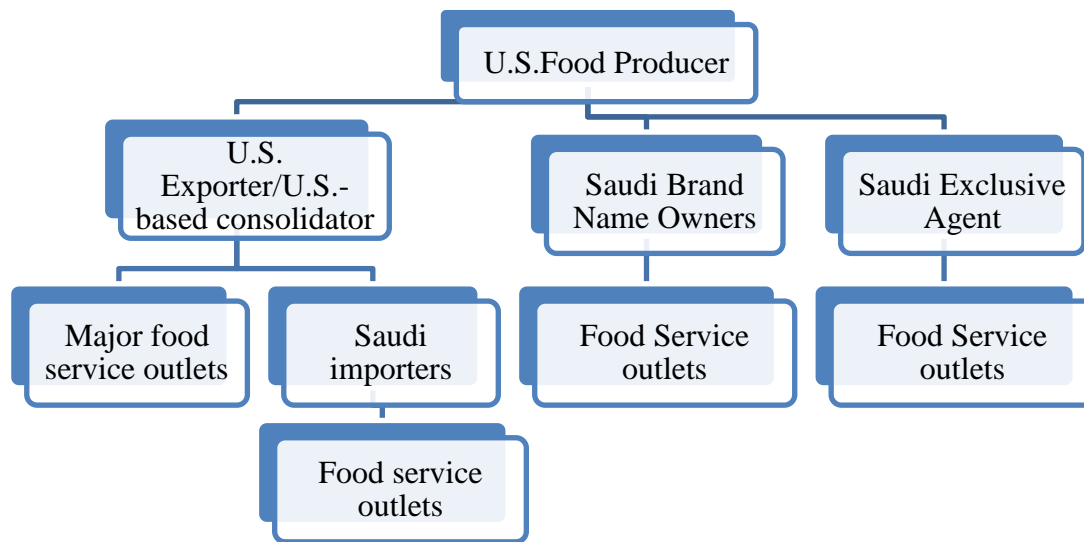 U.S.Food Producer
U.S.
Exporter/U.S.-
based consolidator
Saudi Brand
Name Owners
Saudi Exclusive
Agent
Major food
service outlets
Saudi
importers
Food Service
outlets
Food Service
outlets
Food service
outlets